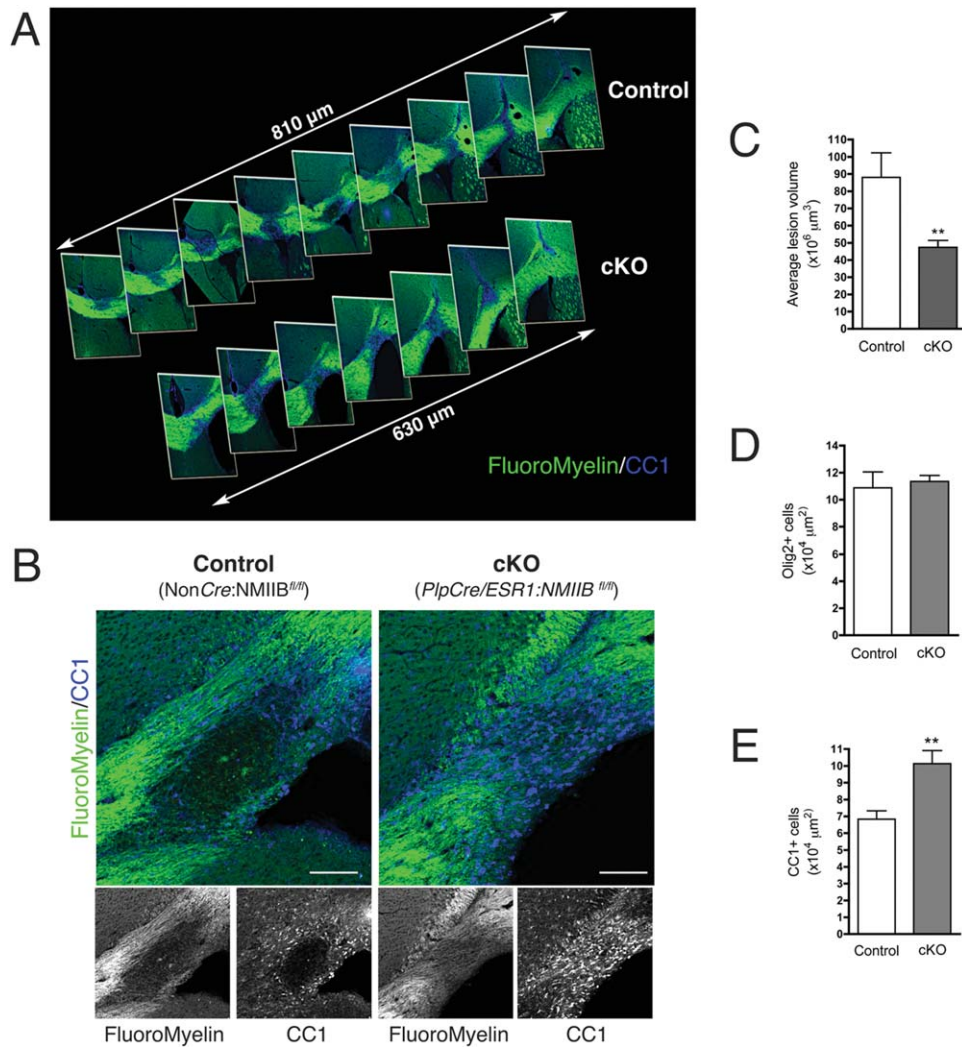 A
810 µm
Control
cKO
630 µm
FluoroMyelin/CC1
B
Control
(NonCre:NMIIBfl/fl)
cKO
(PlpCre/ESR1:NMIIB fl/fl)
FluoroMyelin/CC1
FluoroMyelin
CC1
FluoroMyelin
CC1
C
Average lesion volume
(x10⁶ µm³)
110
100
90
80
70
60
50
40
30
20
10
0
**
Control
cKO
D
Olig2+ cells
(x10⁴ µm²)
14
12
10
8
6
4
2
0
Control
cKO
E
CC1+ cells
(x10⁴ µm²)
11
10
9
8
7
6
5
4
3
2
1
0
**
Control
cKO